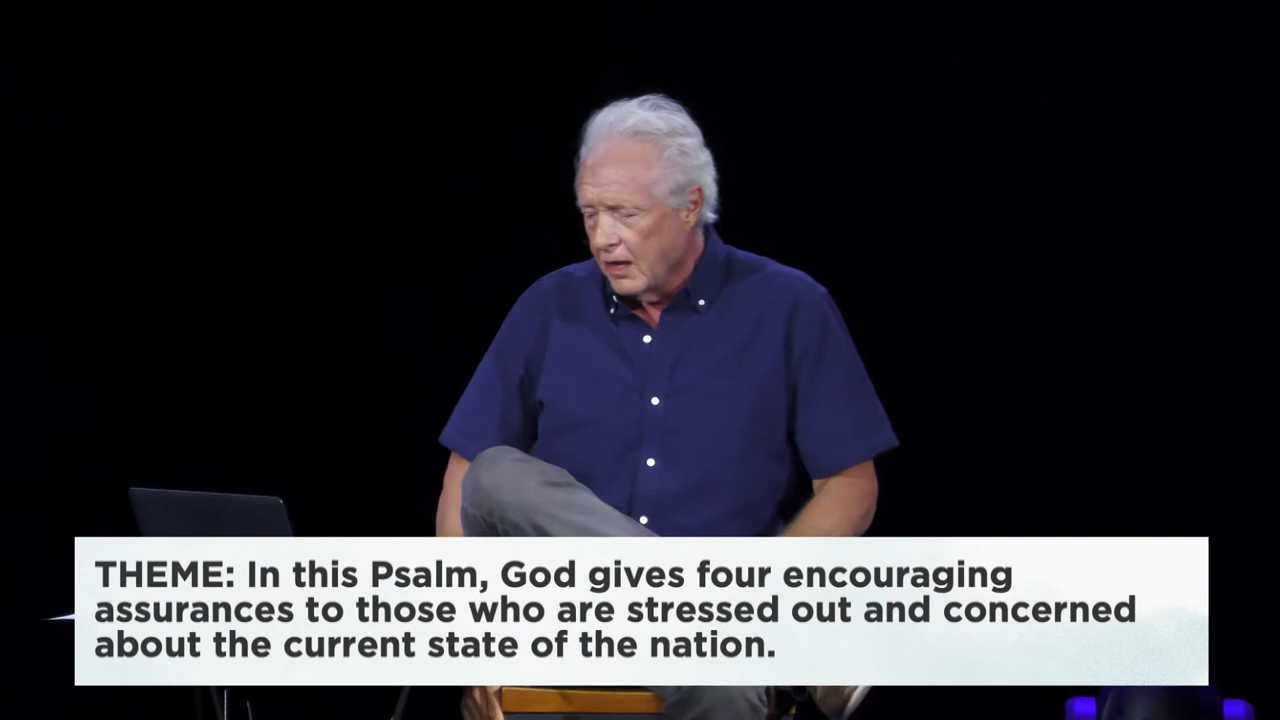 THEME: In this Psalm, God gives four encouraging
assurances to those who are stressed out and concerned
about the current state of the nation.